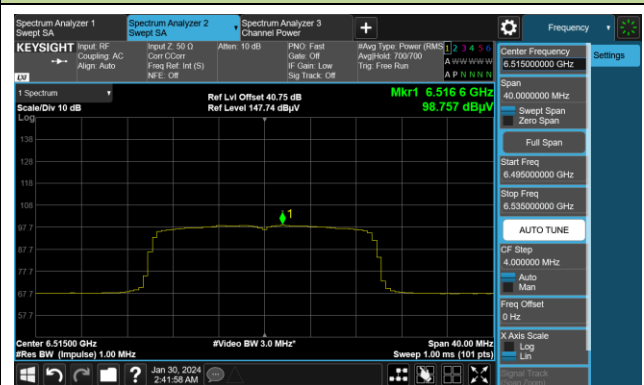 Spectrum Analyzer 1
Swept SA
Spectrum Analyzer 2
Swept SA
Spectrum Analyzer 3
Channel Power
Frequency
KEYSIGHT
LXI
Input: RF
Coupling: AC
Align: Auto
Input Z: 50 Ω
Corr CCorr
Freq Ref: Int (S)
NFE: Off
Atten: 10 dB
PNO: Fast
Gate: Off
IF Gain: Low
Sig Track: Off
#Avg Type: Power (RMS
Avg|Hold: 700/700
Trig: Free Run
1 2 3 4 5 6
A W W W W W
A P N N N N
1 Spectrum
Scale/Div 10 dB
Log
Ref Lvl Offset 40.75 dB
Ref Level 147.74 dBµV
Mkr1 6.516 6 GHz
98.757 dBµV
138
128
118
108
97.7
87.7
77.7
67.7
57.7
1
Center 6.51500 GHz
#Res BW (Impulse) 1.00 MHz
#Video BW 3.0 MHz*
Span 40.00 MHz
Sweep 1.00 ms (101 pts)
Center Frequency
6.515000000 GHz
Settings
Span
40.0000000 MHz
Swept Span
Zero Span
Full Span
Start Freq
6.495000000 GHz
Stop Freq
6.535000000 GHz
AUTO TUNE
CF Step
4.000000 MHz
Auto
Man
Freq Offset
0 Hz
X Axis Scale
Log
Lin
Signal Track
(Span Zoom)
?
Jan 30, 2024
2:41:58 AM